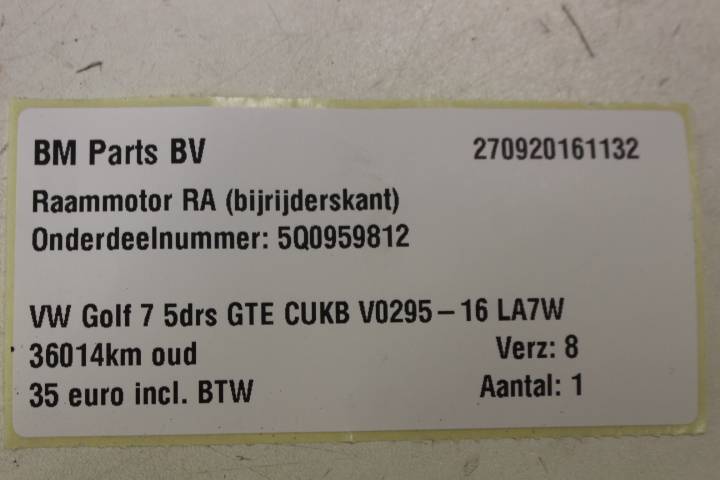 BM Parts BV 270920161132
Raammotor RA (bijrijderskant)
Onderdeelnummer: 5Q0959812
VW Golf 7 5drs GTE CUKB V0295-16 LA7W
36014km oud Verz: 8
35 euro incl. BTW Aantal: 1